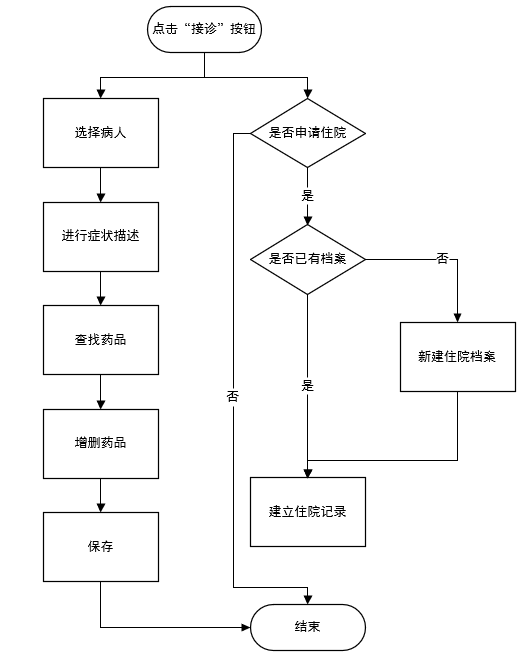 点击“接诊”按钮
选择病人
是否申请住院
是
进行症状描述
是否已有档案
否
查找药品
新建住院档案
是
否
增删药品
建立住院记录
保存
结束